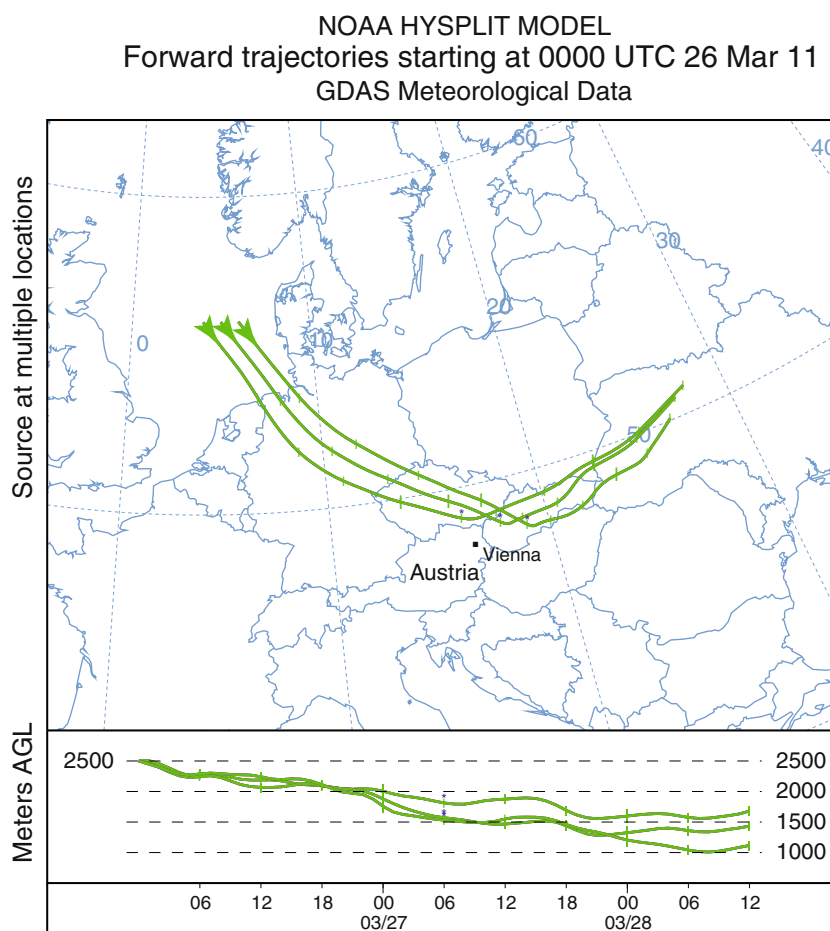 NOAA HYSPLIT MODEL
Forward trajectories starting at 0000 UTC 26 Mar 11
GDAS Meteorological Data
Source at multiple locations
60
40
30
20
0
10
50
Vienna
Austria
Meters AGL
2500
2500
2000
1500
1000
06 12 18 00 06 12 18 00 06 12
03/27 03/28